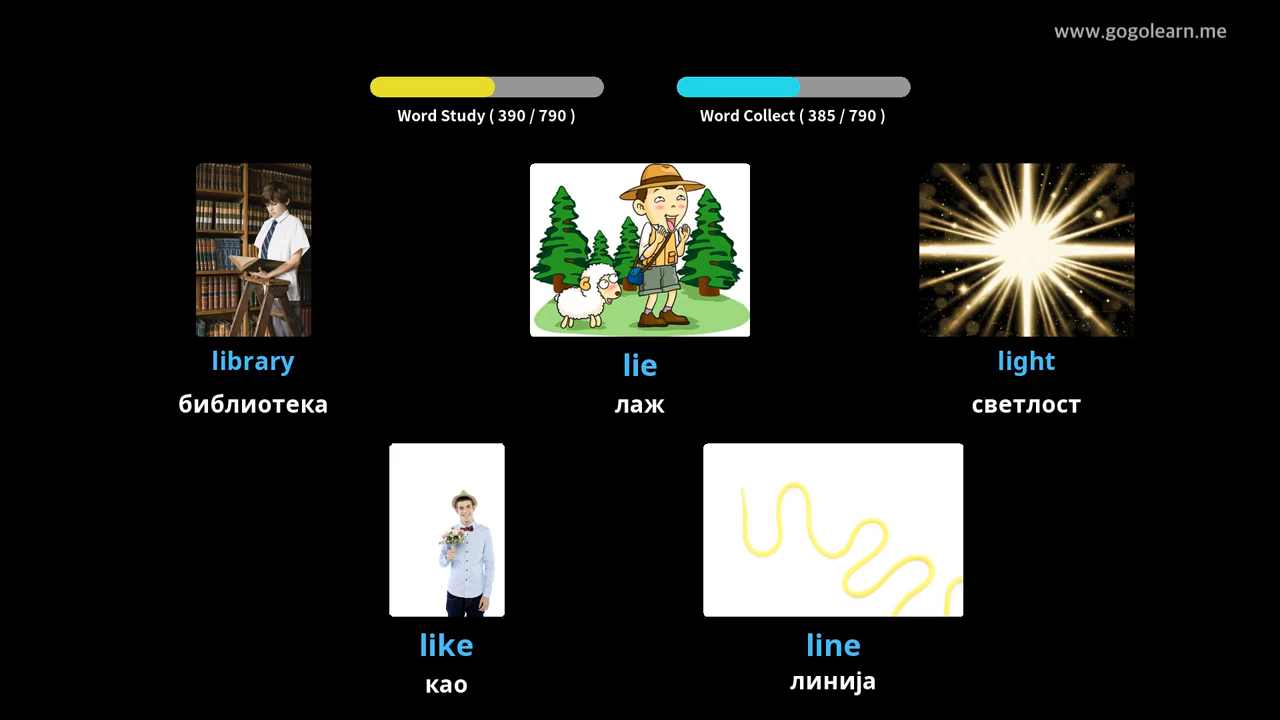 www.gogolearn.me
Word Study ( 390 / 790 )
Word Collect ( 385 / 790 )
library
lie
light
библиотека
лаж
светлост
like
line
као
линија